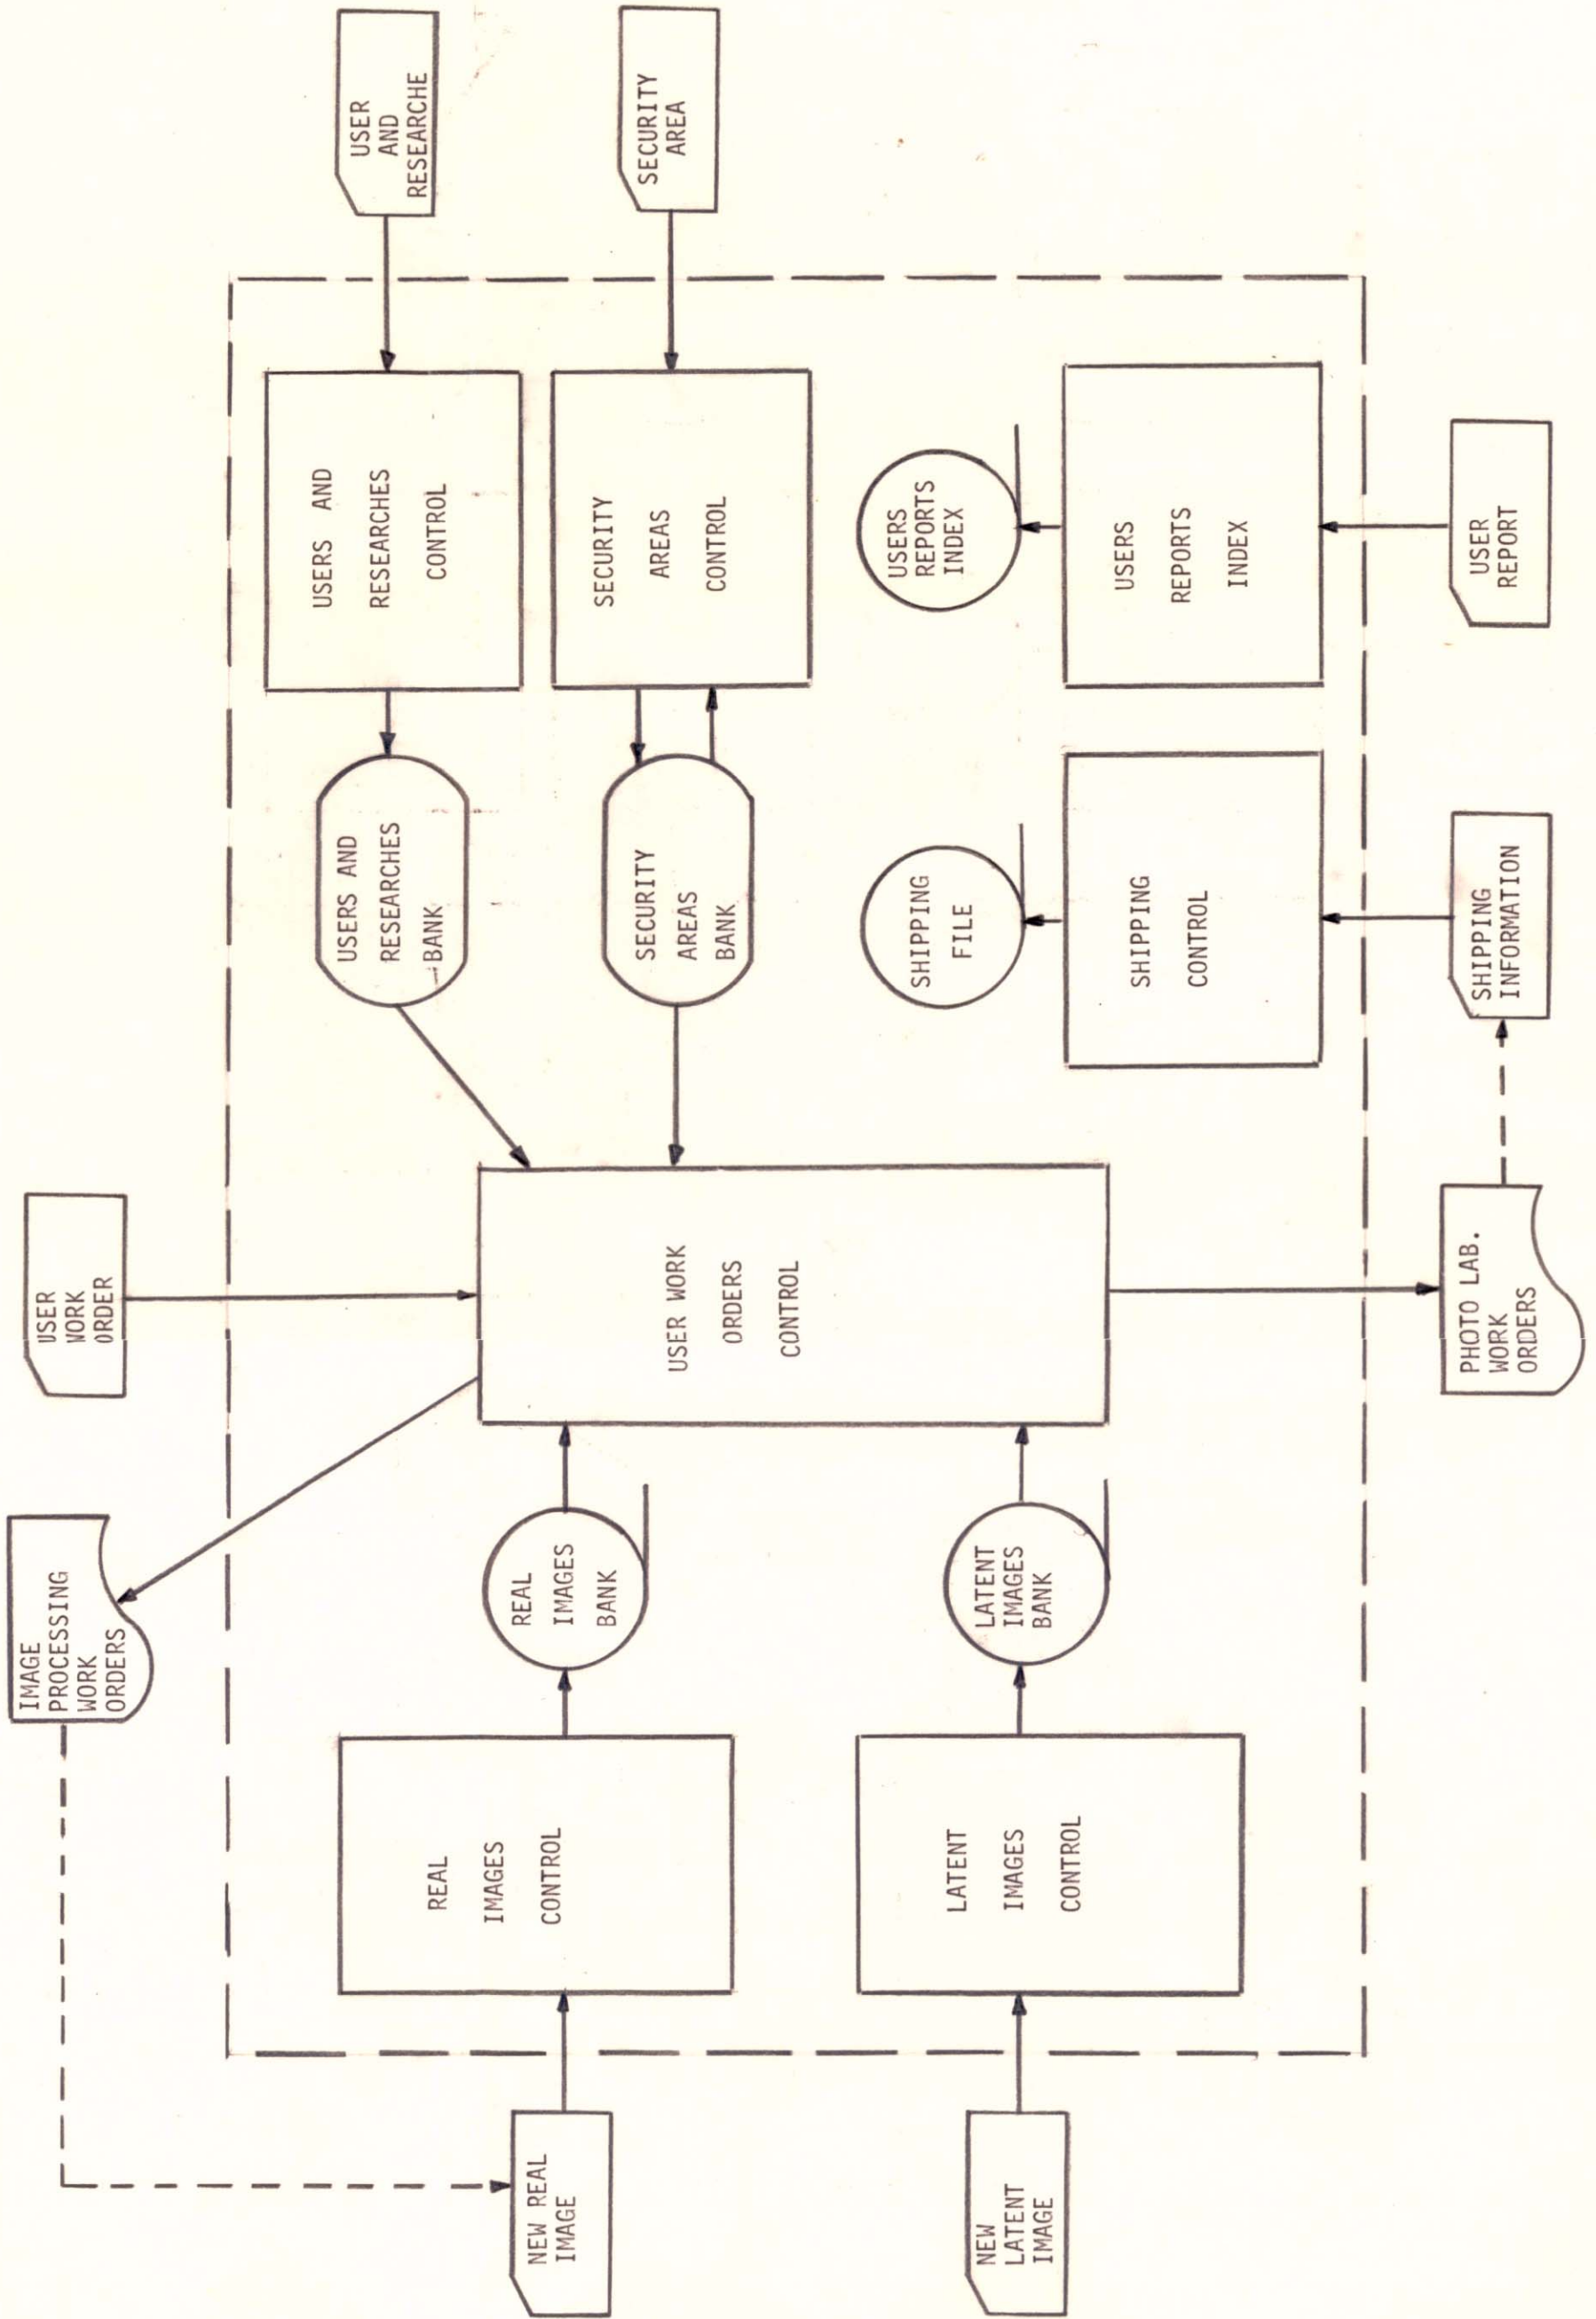 IMAGE
PROCESSING
WORK
ORDERS
USER
WORK
ORDER
NEW REAL
IMAGE
REAL
IMAGES
CONTROL
REAL
IMAGES
BANK
USER WORK
ORDERS
CONTROL
USERS AND
RESEARCHES
BANK
USERS AND
RESEARCHES
CONTROL
USER
AND
RESEARCHE
SECURITY
AREAS
BANK
SECURITY
AREAS
CONTROL
SECURITY
AREA
NEW
LATENT
IMAGE
LATENT
IMAGES
CONTROL
LATENT
IMAGES
BANK
SHIPPING
FILE
USERS
REPORTS
INDEX
SHIPPING
CONTROL
USERS
REPORTS
INDEX
PHOTO LAB.
WORK
ORDERS
SHIPPING
INFORMATION
USER
REPORT